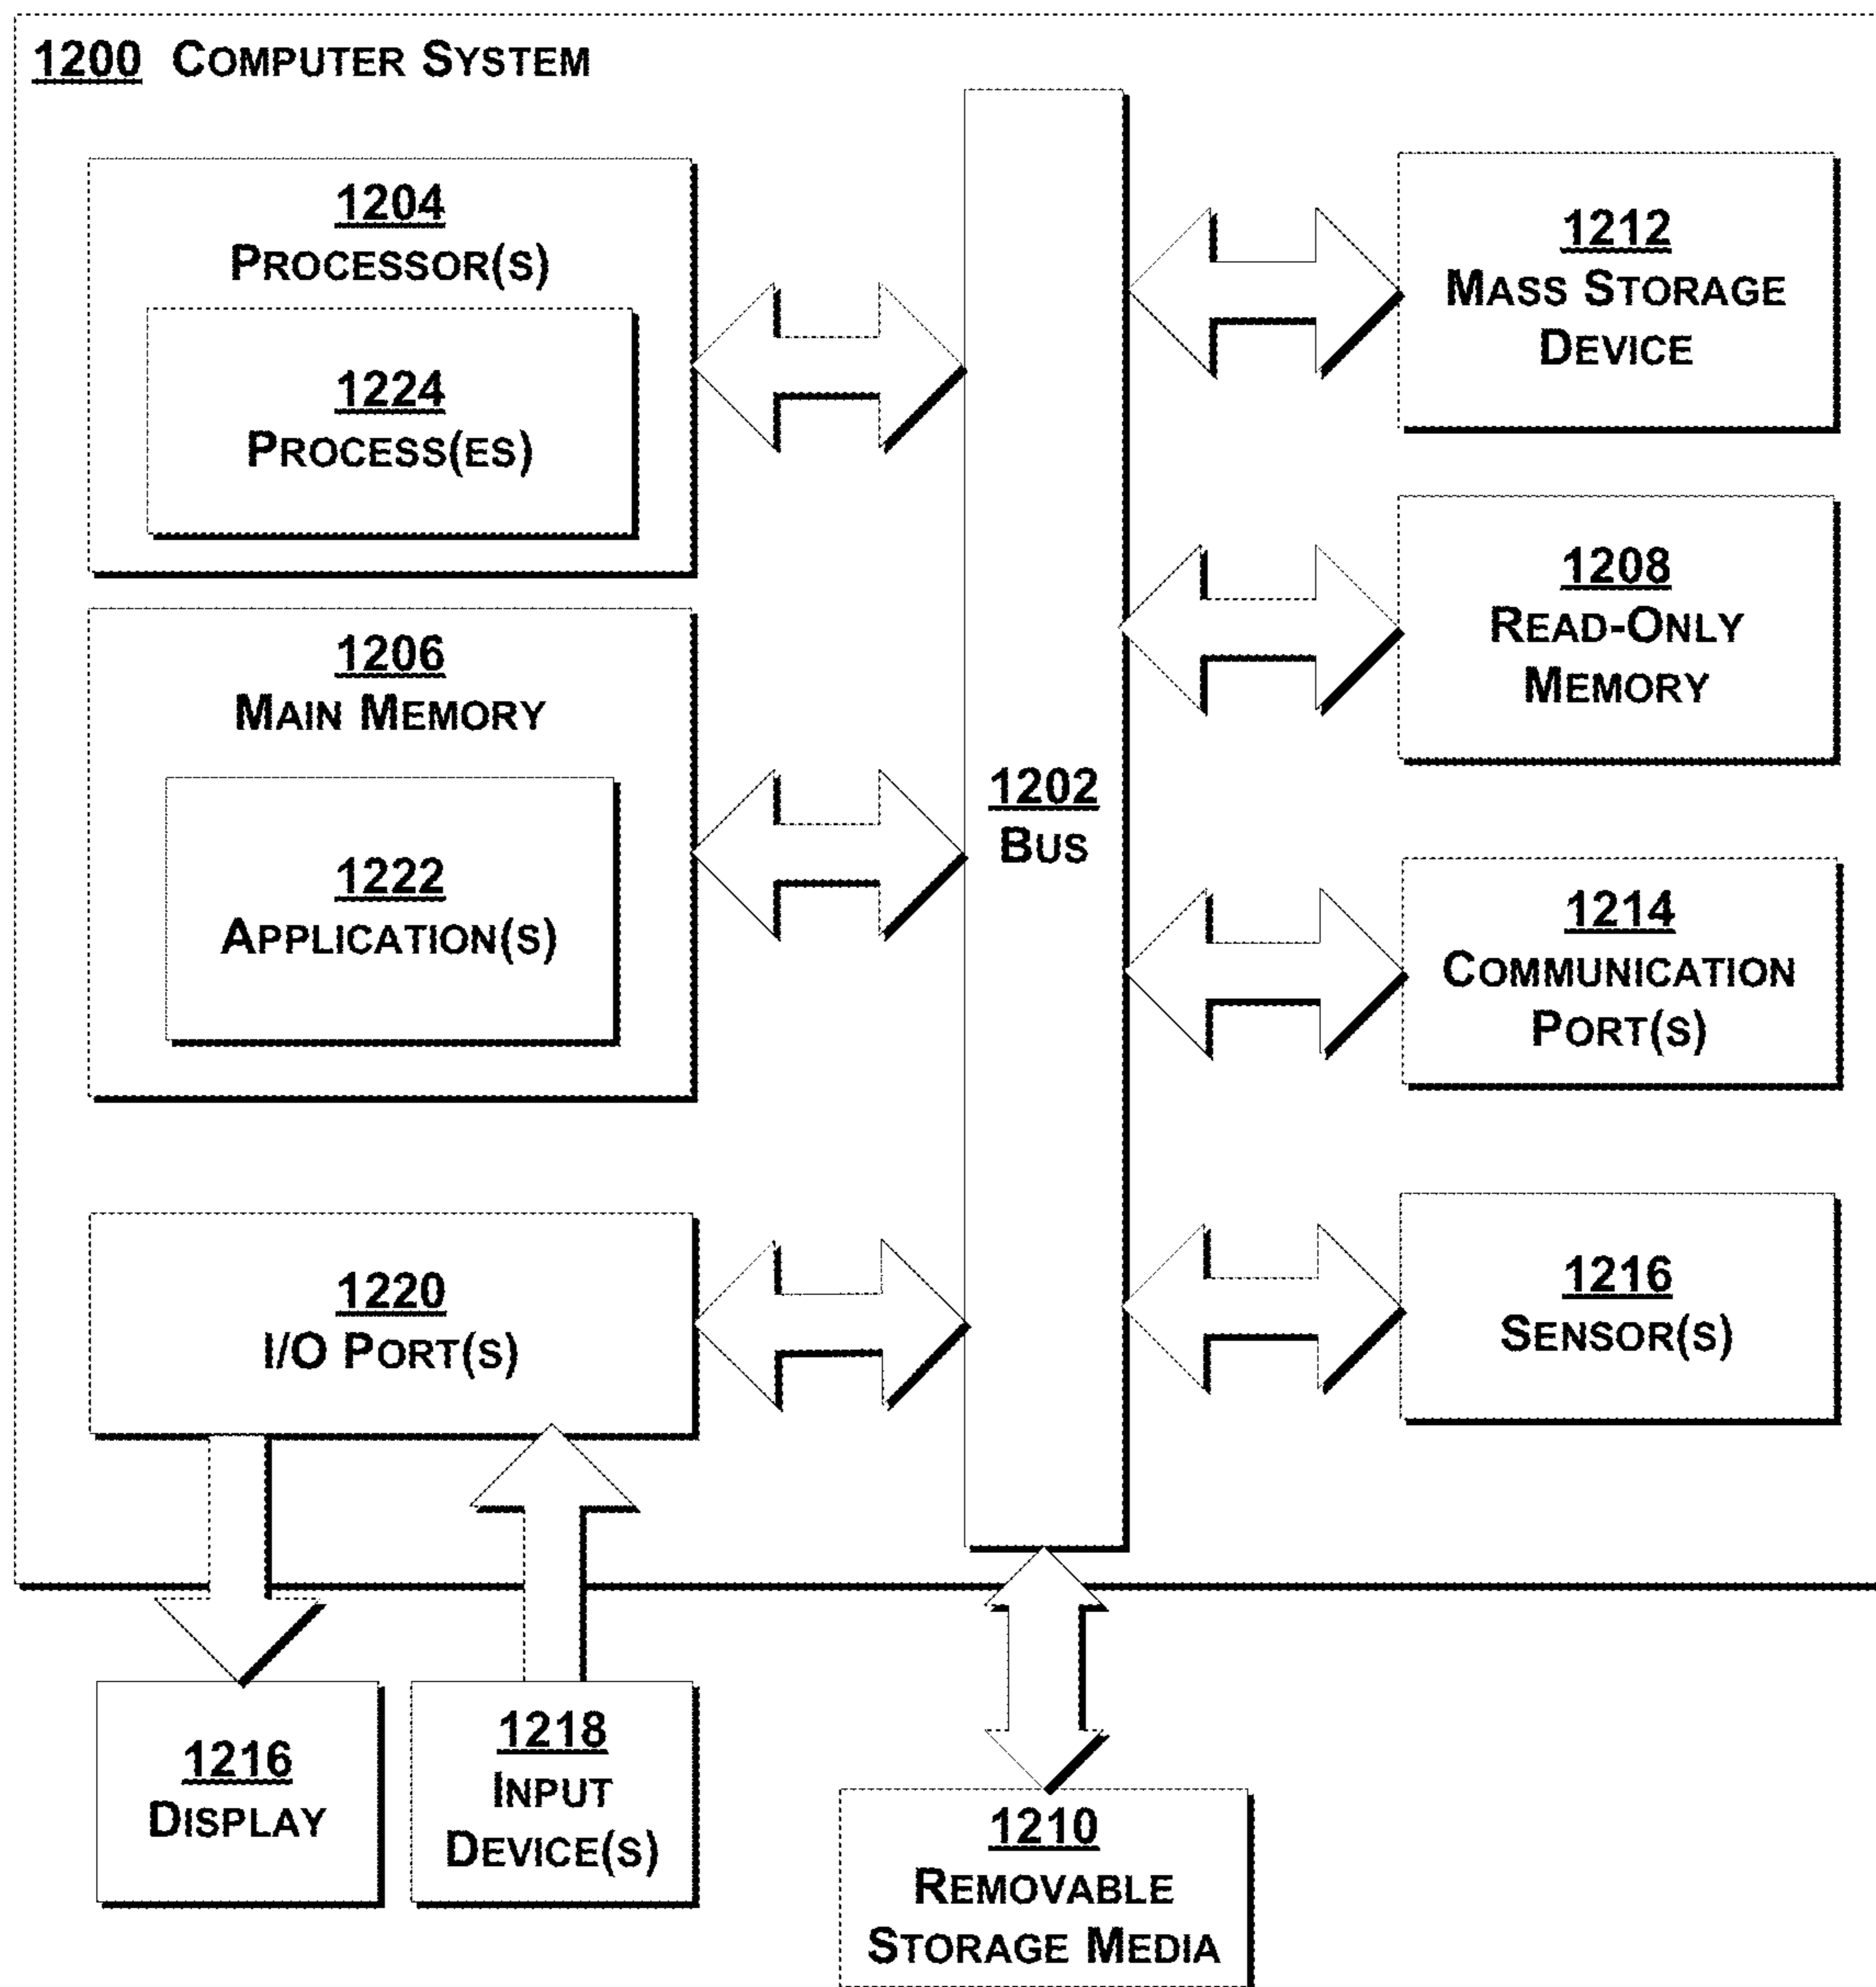 1200 COMPUTER SYSTEM
1204
PROCESSOR(S)
1224
PROCESS(ES)
1206
MAIN MEMORY
1222
APPLICATION(S)
1220
I/O PORT(S)
1202
BUS
1212
MASS STORAGE
DEVICE
1208
READ-ONLY
MEMORY
1214
COMMUNICATION
PORT(S)
1216
SENSOR(S)
1216
DISPLAY
1218
INPUT
DEVICE(S)
1210
REMOVABLE
STORAGE MEDIA